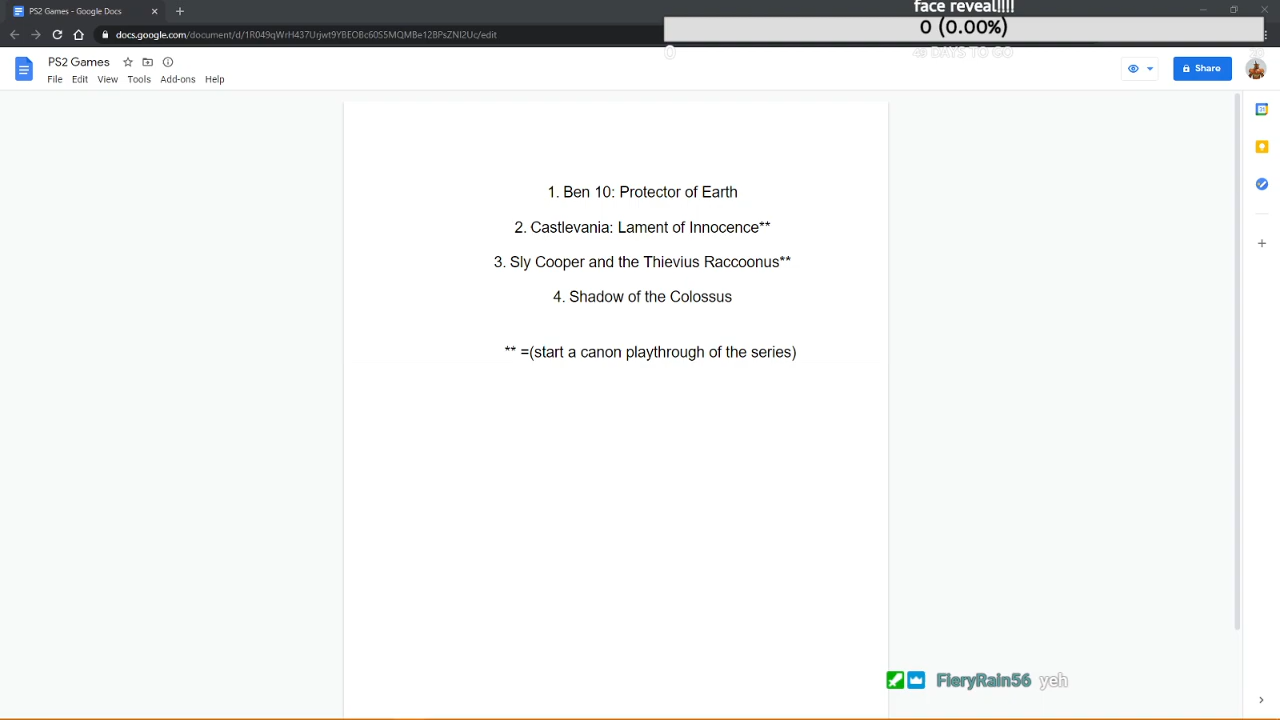 PS2 Games - Google Docs
face reveal!!!!
0 (0.00%)
docs.google.com/document/d/1R049qWrH437Urjwt9YBEOBc60S5MQMBe12BPsZNI2Uc/edit
0
PS2 Games
File Edit View Tools Add-ons Help
Share
1. Ben 10: Protector of Earth
2. Castlevania: Lament of Innocence**
3. Sly Cooper and the Thievius Raccoonus**
4. Shadow of the Colossus
** =(start a canon playthrough of the series)
FieryRain56 yeh